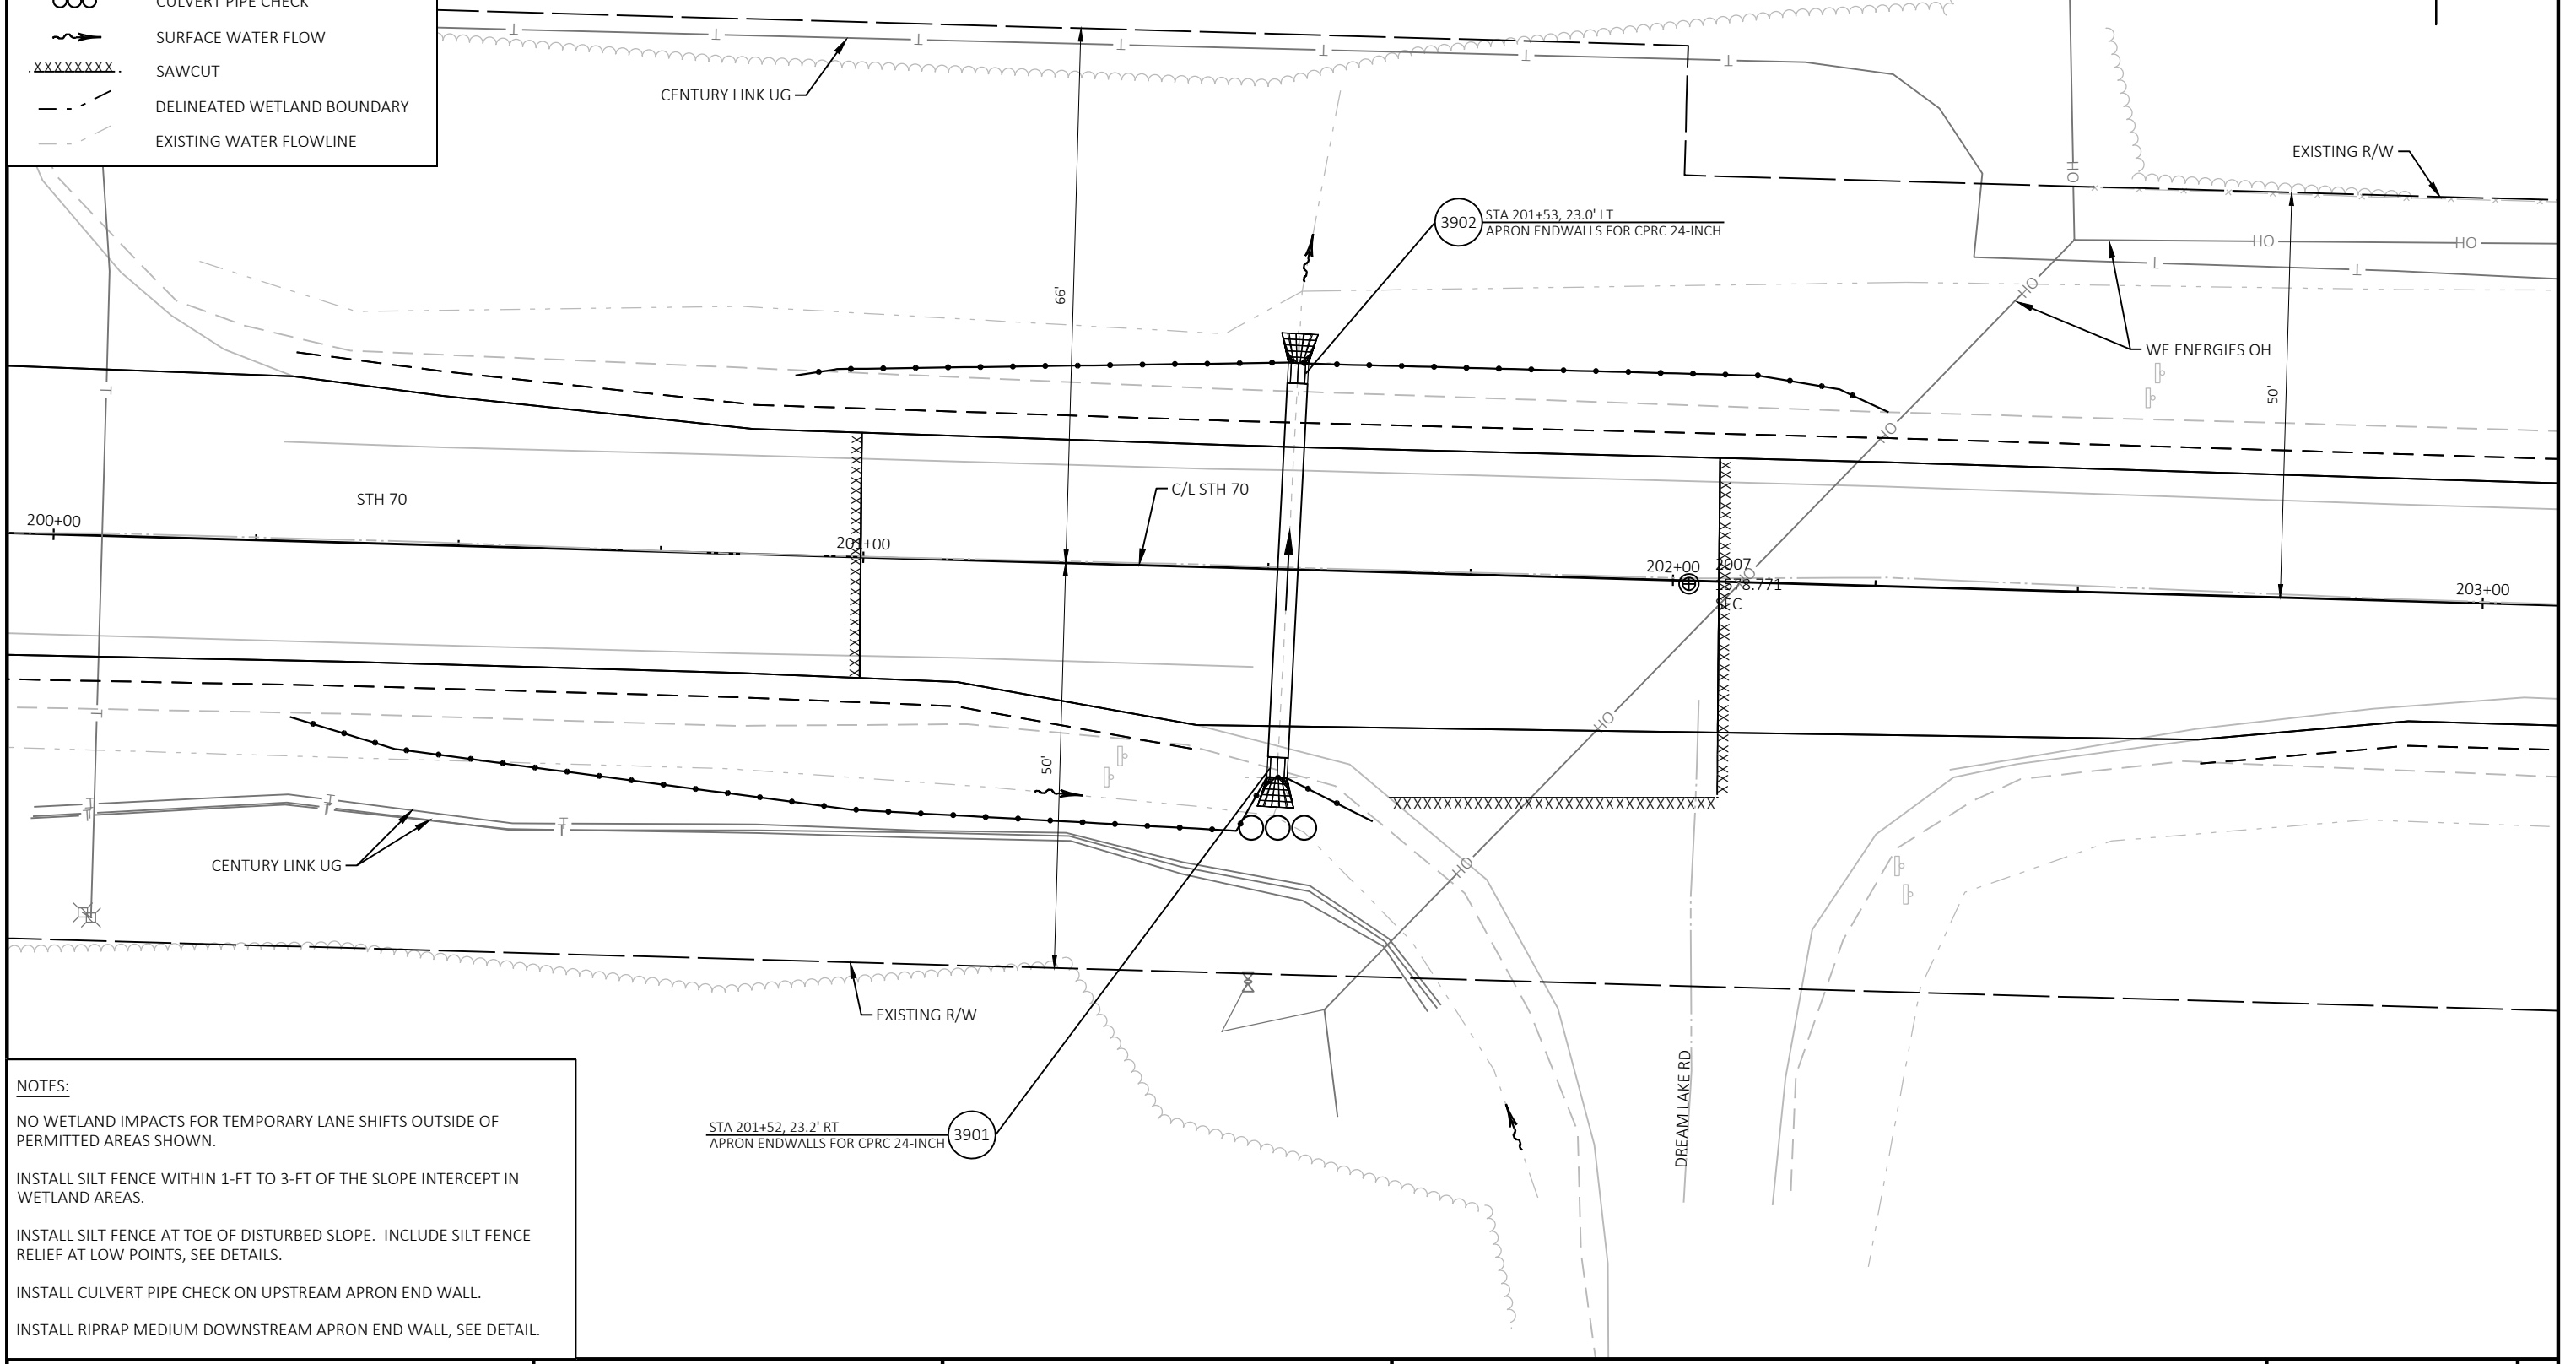 CULVERT PIPE CHECK
SURFACE WATER FLOW
XXXXXXXX
SAWCUT
DELINEATED WETLAND BOUNDARY
EXISTING WATER FLOWLINE
CENTURY LINK UG
EXISTING R/W
3902
STA 201+53, 23.0' LT
APRON ENDWALLS FOR CPRC 24-INCH
66'
WE ENERGIES OH
50'
STH 70
C/L STH 70
200+00
201+00
202+00
2007
SEC
203+00
50'
CENTURY LINK UG
EXISTING R/W
STA 201+52, 23.2' RT
APRON ENDWALLS FOR CPRC 24-INCH
3901
DREAM LAKE RD
NOTES:
NO WETLAND IMPACTS FOR TEMPORARY LANE SHIFTS OUTSIDE OF
PERMITTED AREAS SHOWN.
INSTALL SILT FENCE WITHIN 1-FT TO 3-FT OF THE SLOPE INTERCEPT IN
WETLAND AREAS.
INSTALL SILT FENCE AT TOE OF DISTURBED SLOPE. INCLUDE SILT FENCE
RELIEF AT LOW POINTS, SEE DETAILS.
INSTALL CULVERT PIPE CHECK ON UPSTREAM APRON END WALL.
INSTALL RIPRAP MEDIUM DOWNSTREAM APRON END WALL, SEE DETAIL.